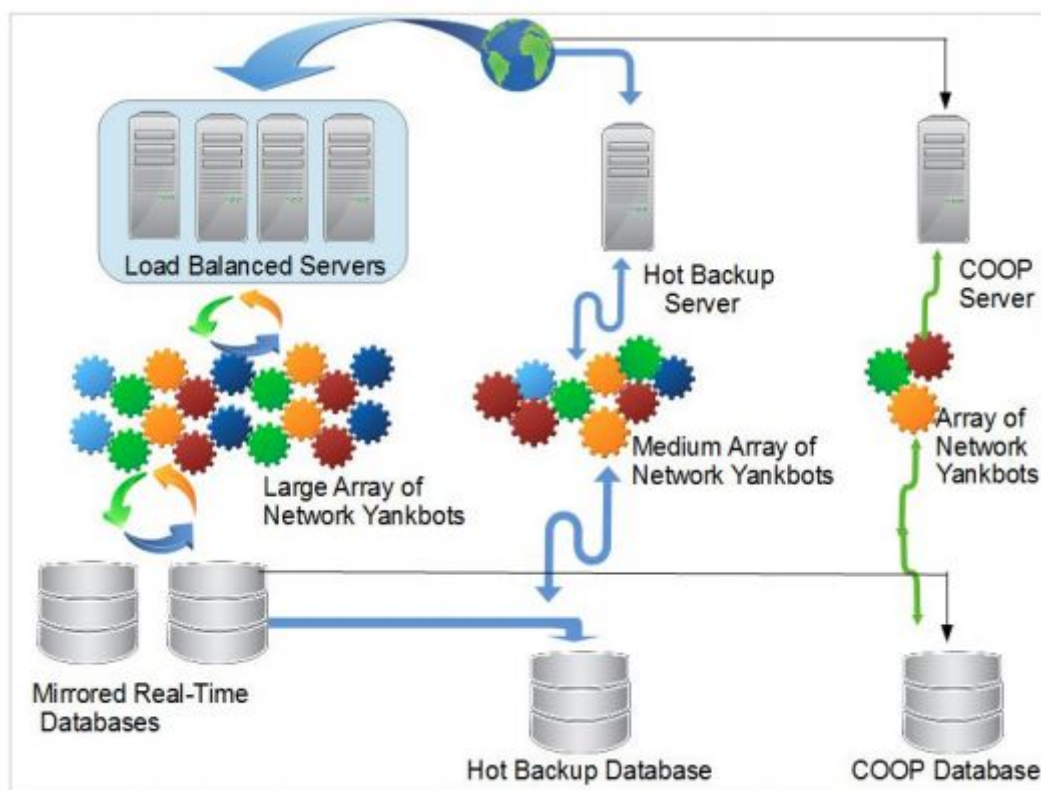 Load Balanced Servers
Hot Backup
Server
COOP
Server
Large Array of
Network Yankbots
Medium Array of
Network Yankbots
Array of
Network
Yankbots
Mirrored Real-Time
Databases
Hot Backup Database
COOP Database